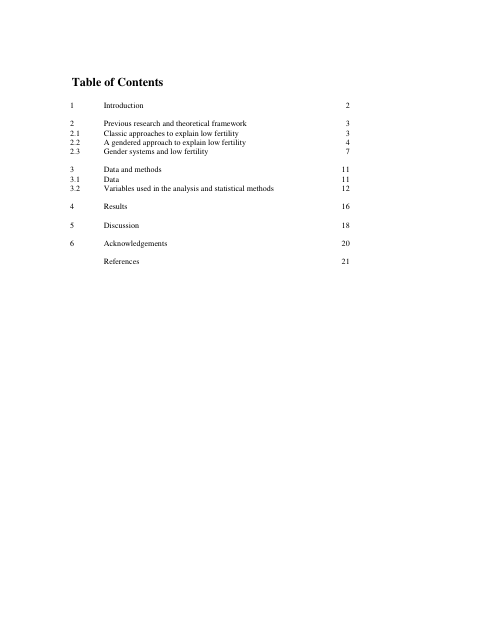 Table of Contents
1 Introduction 2
2 Previous research and theoretical framework 3
2.1 Classic approaches to explain low fertility 3
2.2 A gendered approach to explain low fertility 4
2.3 Gender systems and low fertility 7
3 Data and methods 11
3.1 Data 11
3.2 Variables used in the analysis and statistical methods 12
4 Results 16
5 Discussion 18
6 Acknowledgements 20
References 21